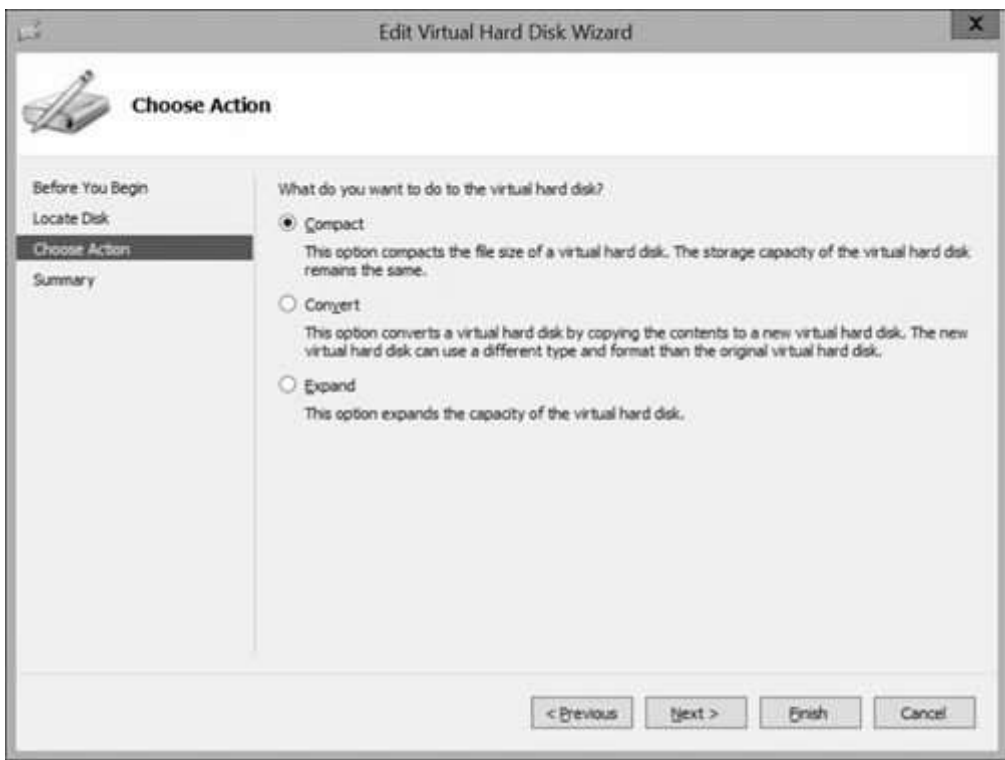 Edit Virtual Hard Disk Wizard
X
Choose Action
Before You Begin
Locate Disk
Choose Action
Summary
What do you want to do to the virtual hard disk?
Compact
This option compacts the file size of a virtual hard disk. The storage capacity of the virtual hard disk
remains the same.
Convert
This option converts a virtual hard disk by copying the contents to a new virtual hard disk. The new
virtual hard disk can use a different type and format than the original virtual hard disk.
Expand
This option expands the capacity of the virtual hard disk.
< Previous
Next >
Finish
Cancel